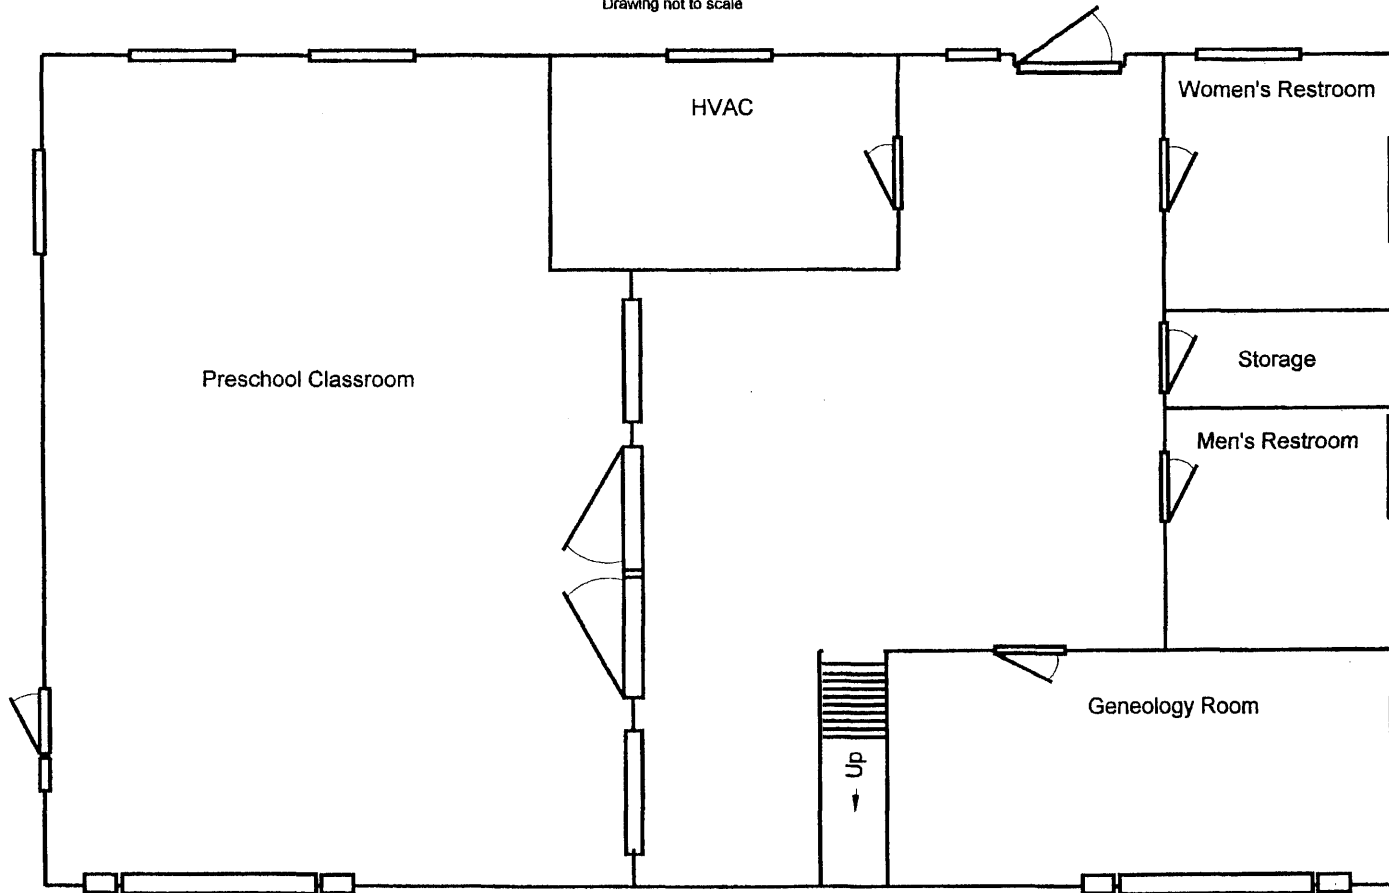 Drawing not to scale
Women's Restroom
HVAC
Storage
Preschool Classroom
Men's Restroom
Geneology Room
Up